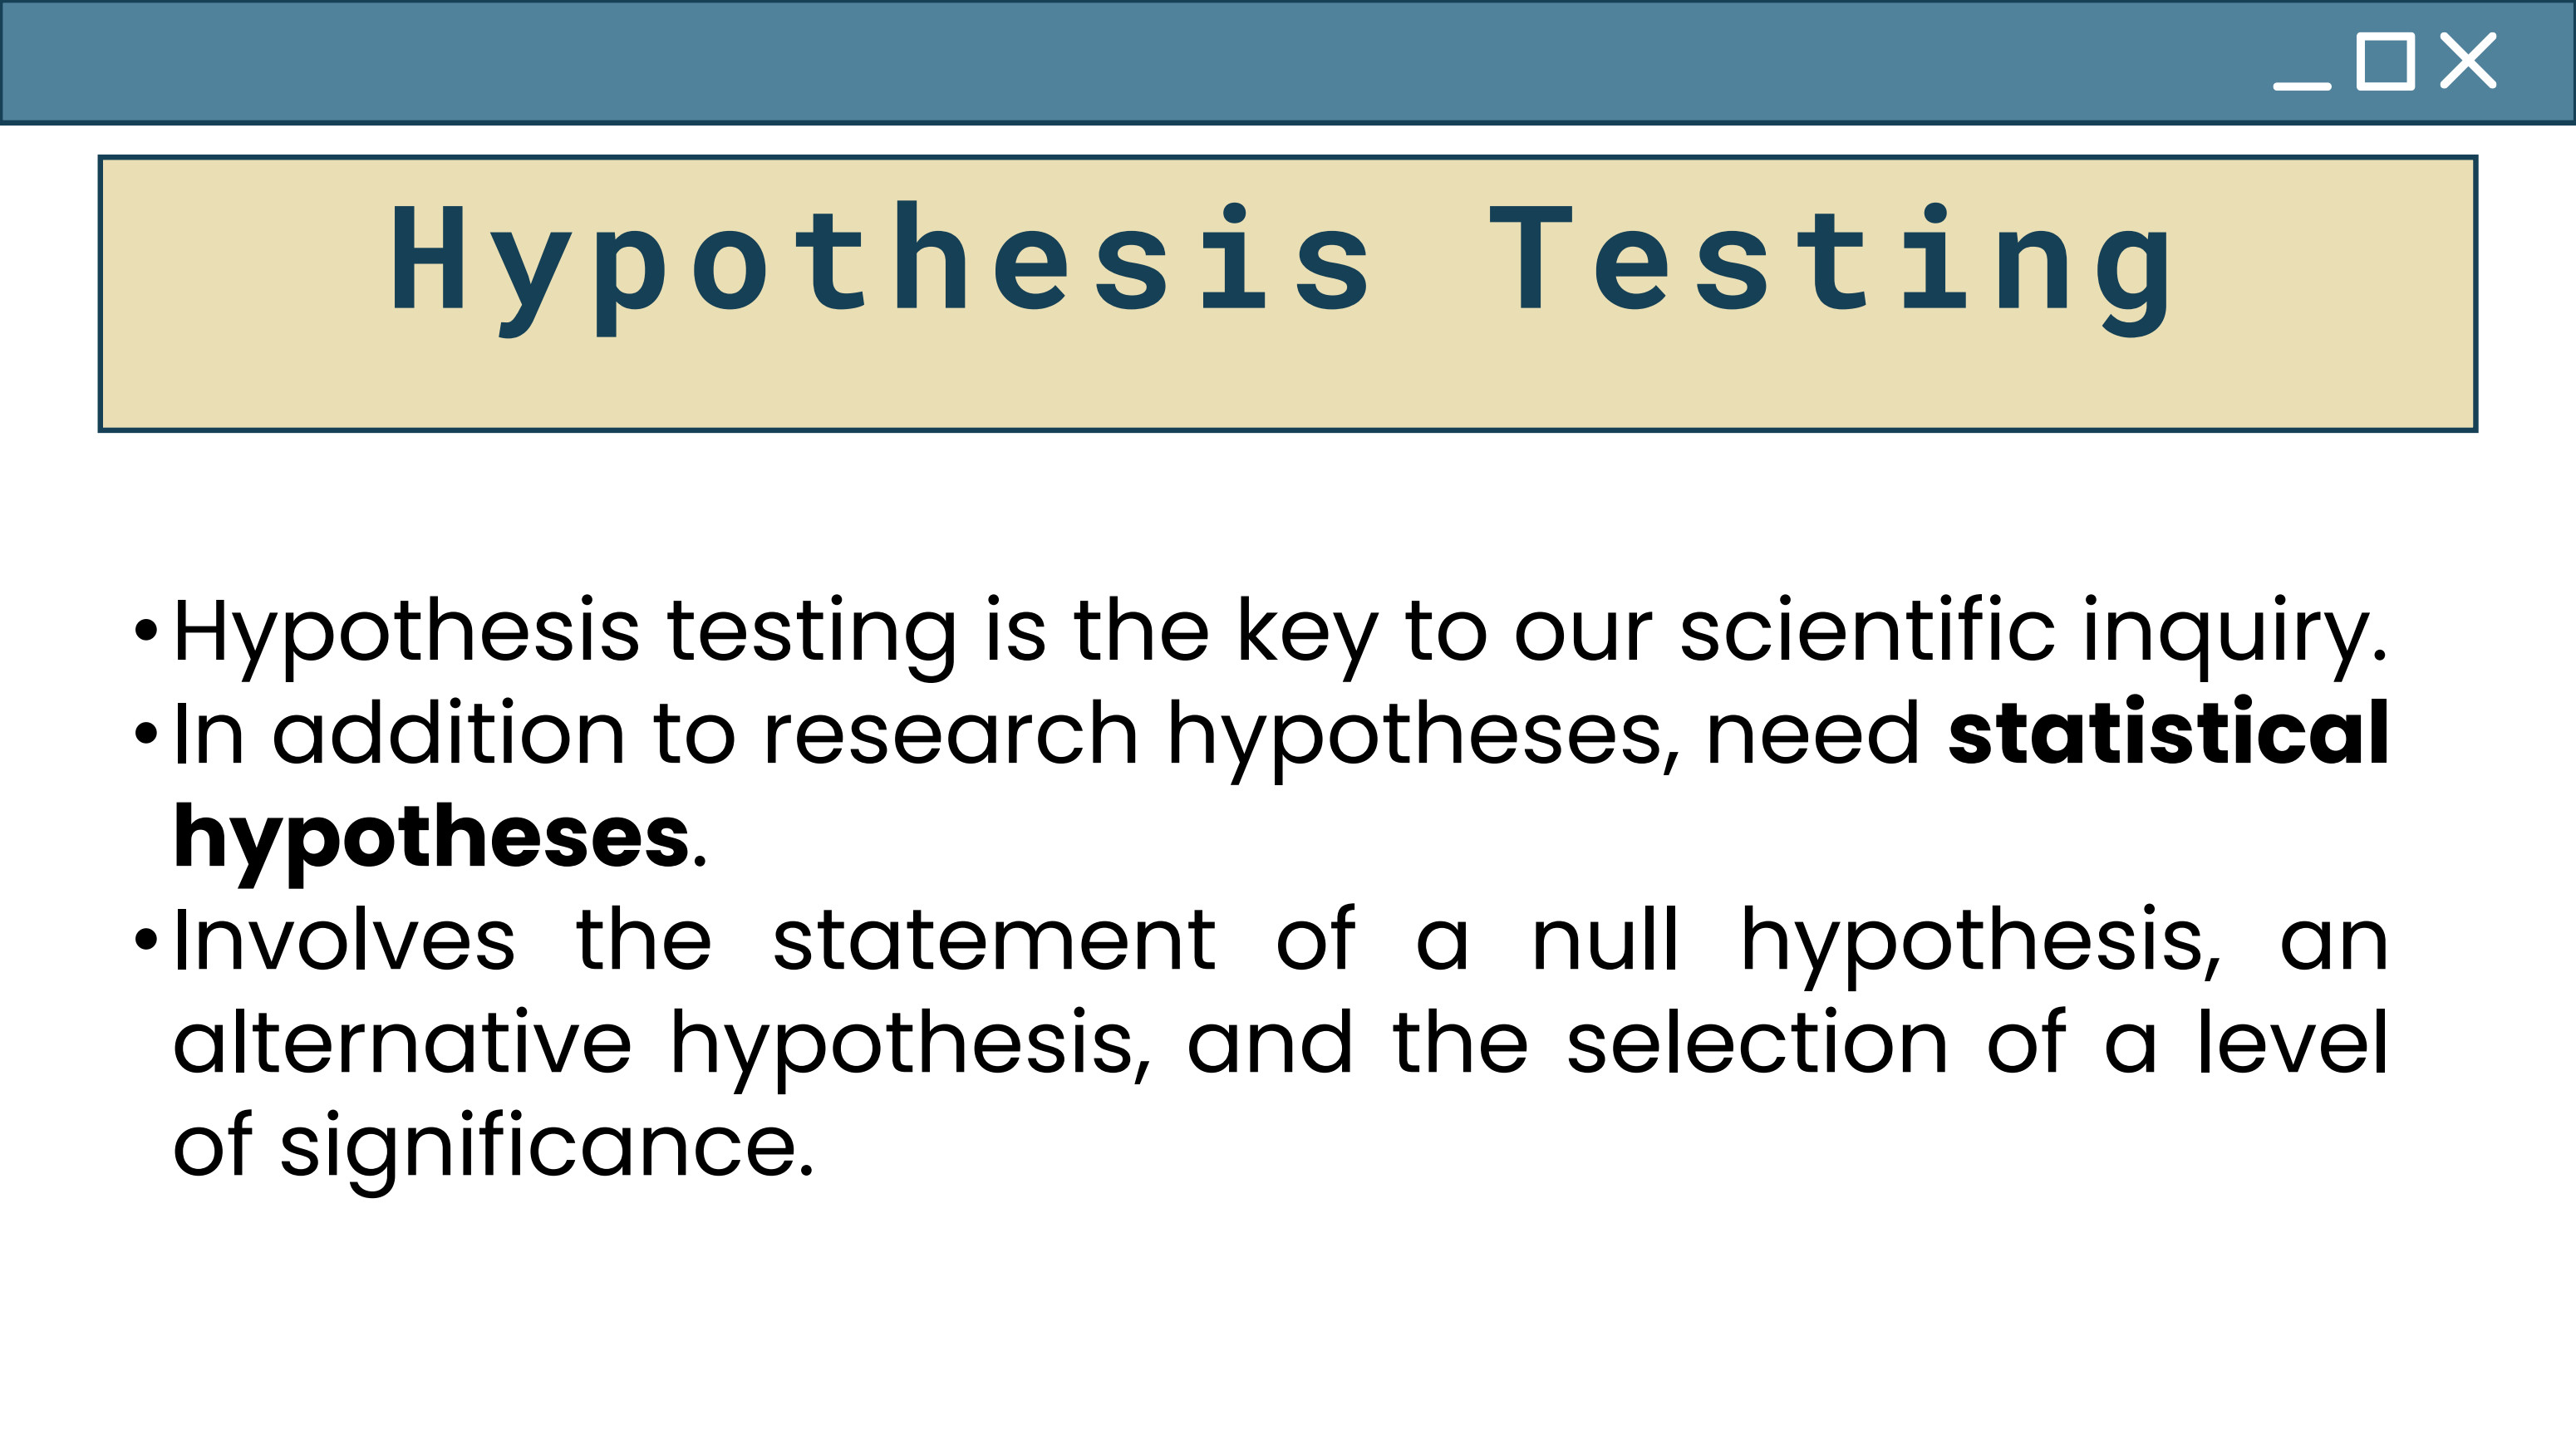 Hypothesis Testing
•Hypothesis testing is the key to our scientific inquiry.
•In addition to research hypotheses, need statistical
hypotheses.
•Involves the statement of a null hypothesis, an
alternative hypothesis, and the selection of a level
of significance.